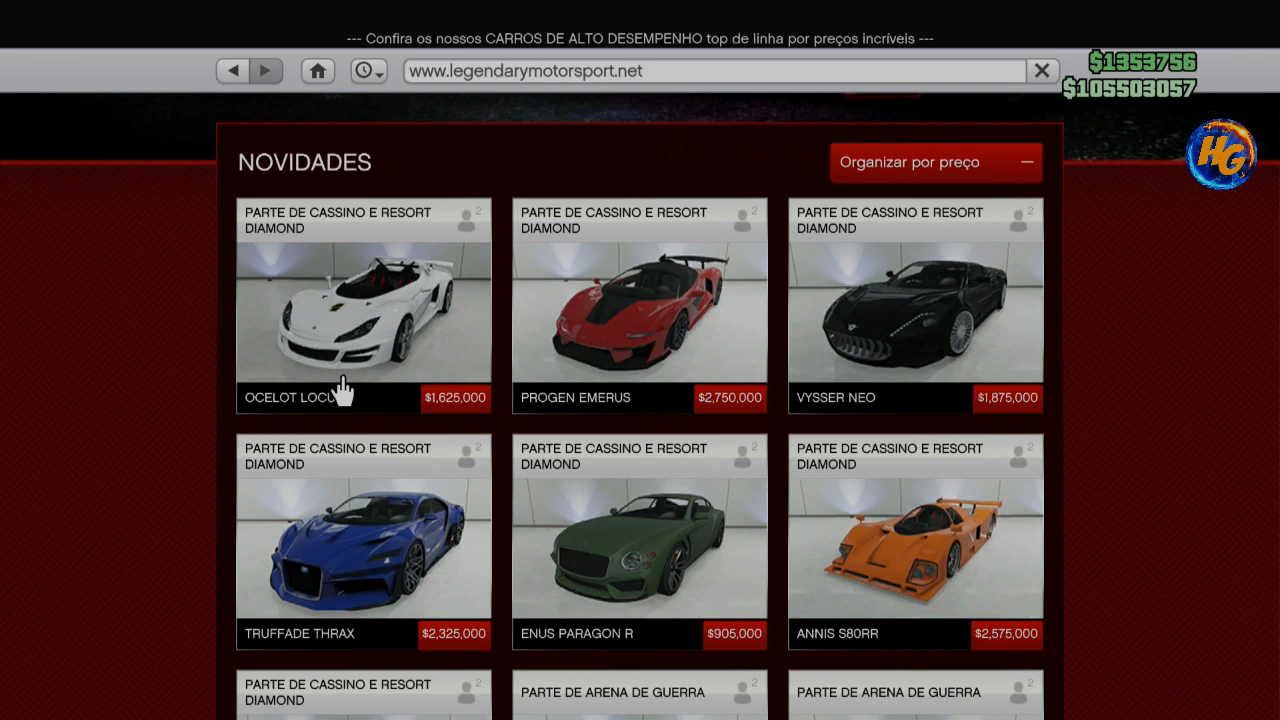 --- Confira os nossos CARROS DE ALTO DESEMPENHO top de linha por preços incríveis ---
www.legendarymotorsport.net
$1353756
$105503057
HG
NOVIDADES
Organizar por preço
PARTE DE CASSINO E RESORT
DIAMOND
2
PARTE DE CASSINO E RESORT
DIAMOND
2
PARTE DE CASSINO E RESORT
DIAMOND
2
OCELOT
$1,625,000
PROGEN EMERUS
$2,750,000
VYSSER NEO
$1,875,000
PARTE DE CASSINO E RESORT
DIAMOND
2
PARTE DE CASSINO E RESORT
DIAMOND
2
PARTE DE CASSINO E RESORT
DIAMOND
2
TRUFFADE THRAX
$2,325,000
ENUS PARAGON R
$905,000
ANNIS S80RR
$2,575,000
PARTE DE CASSINO E RESORT
DIAMOND
2
PARTE DE ARENA DE GUERRA
2
PARTE DE ARENA DE GUERRA
2